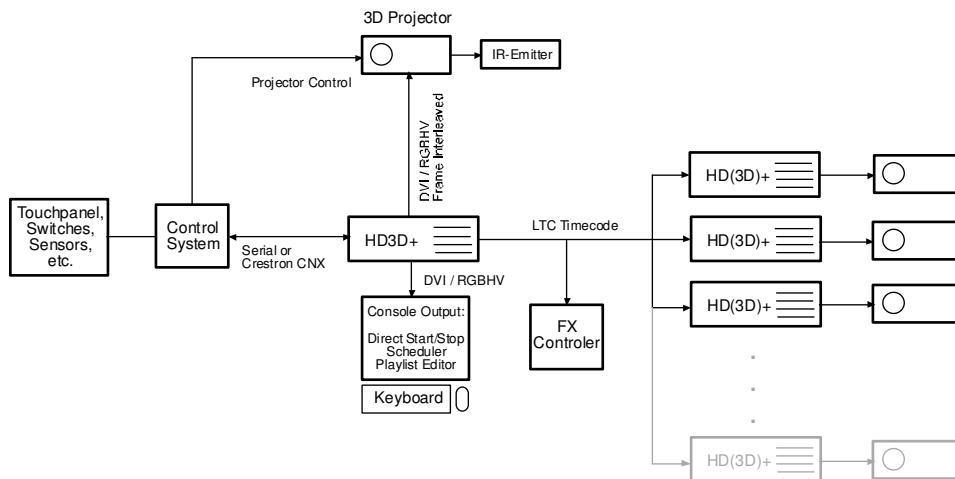 3D Projector
IR-Emitter
Projector Control
DVI / RGBHV
Frame Interleaved
Touchpanel,
Switches,
Sensors,
etc.
Control
System
Serial or
Crestron CNX
HD3D+
LTC Timecode
DVI / RGBHV
Console Output:
Direct Start/Stop
Scheduler
Playlist Editor
Keyboard
FX
Controler
HD(3D)+
HD(3D)+
HD(3D)+
HD(3D)+